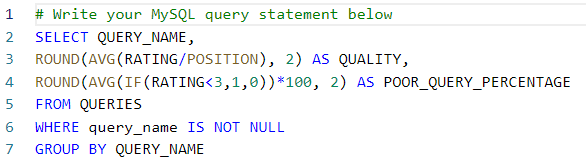 1 # Write your MySQL query statement below
2 SELECT QUERY_NAME,
3 ROUND(AVG(RATING/POSITION), 2) AS QUALITY,
4 ROUND(AVG(IF(RATING<3,1,0))*100, 2) AS POOR_QUERY_PERCENTAGE
5 FROM QUERIES
6 WHERE query_name IS NOT NULL
7 GROUP BY QUERY_NAME